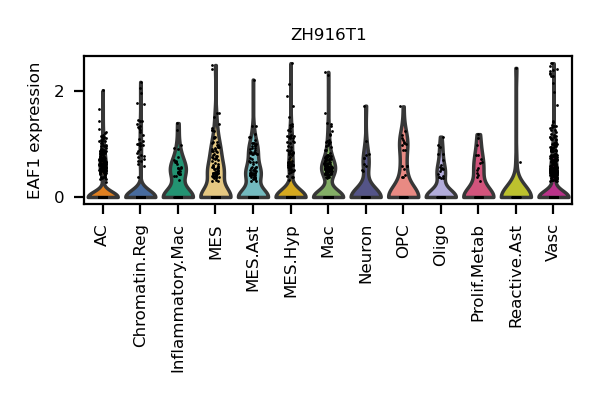 ZH916T1
EAF1 expression
2
0
AC
Chromatin.Reg
Inflammatory.Mac
MES
MES.Ast
MES.Hyp
Mac
Neuron
OPC
Oligo
Prolif.Metab
Reactive.Ast
Vasc